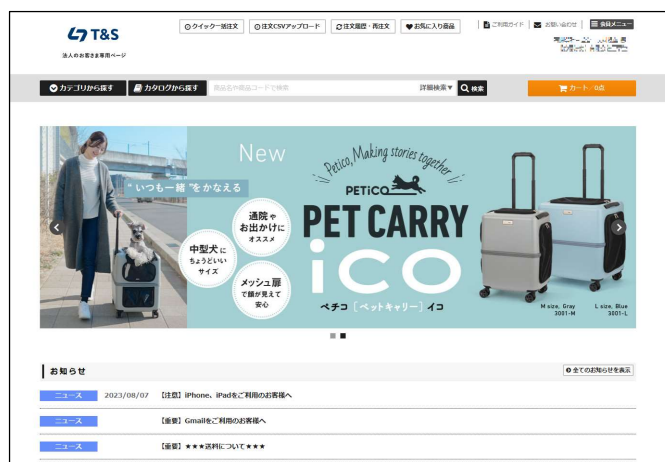 T&S
法人のお客さま専用ページ
クイック一括注文
注文CSVアップロード
注文履歴・再注文
お気に入り商品
ご利用ガイド
お問い合わせ
会員メニュー
カテゴリから探す
カタログから探す
商品名や商品コードで検索
詳細検索▼
検索
カート／0点
New
Petico, Making stories together
"いつも一緒"をかなえる
PETiCO
PET CARRY
iCO
ペチコ［ペットキャリー］イコ
通院や
お出かけに
オススメ
中型犬に
ちょうどいい
サイズ
メッシュ扉
で顔が見えて
安心
M size, Gray
3001-M
L size, Blue
3001-L
お知らせ
全てのお知らせを表示
ニュース 2023/08/07 【注意】iPhone、iPadをご利用のお客様へ
ニュース 【重要】Gmailをご利用のお客様へ
ニュース 【重要】★★★送料について★★★